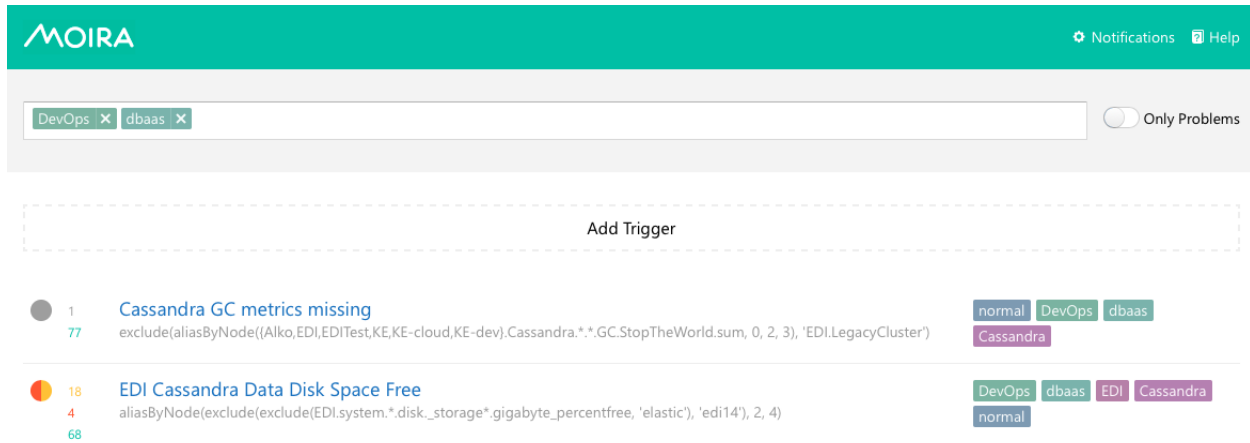 MOIRA
Notifications Help
DevOps dbaas
Only Problems
Add Trigger
1 Cassandra GC metrics missing normal DevOps dbaas
77 exclude(aliasByNode({Alko,EDI,EDITest,KE,KE-cloud,KE-dev}.Cassandra.*.*.GC.StopTheWorld.sum, 0, 2, 3), 'EDI.LegacyCluster') Cassandra
18 EDI Cassandra Data Disk Space Free DevOps dbaas EDI Cassandra
4 aliasByNode(exclude(exclude(EDI.system.*.disk._storage*.gigabyte_percentfree, 'elastic'), 'edi14'), 2, 4) normal
68